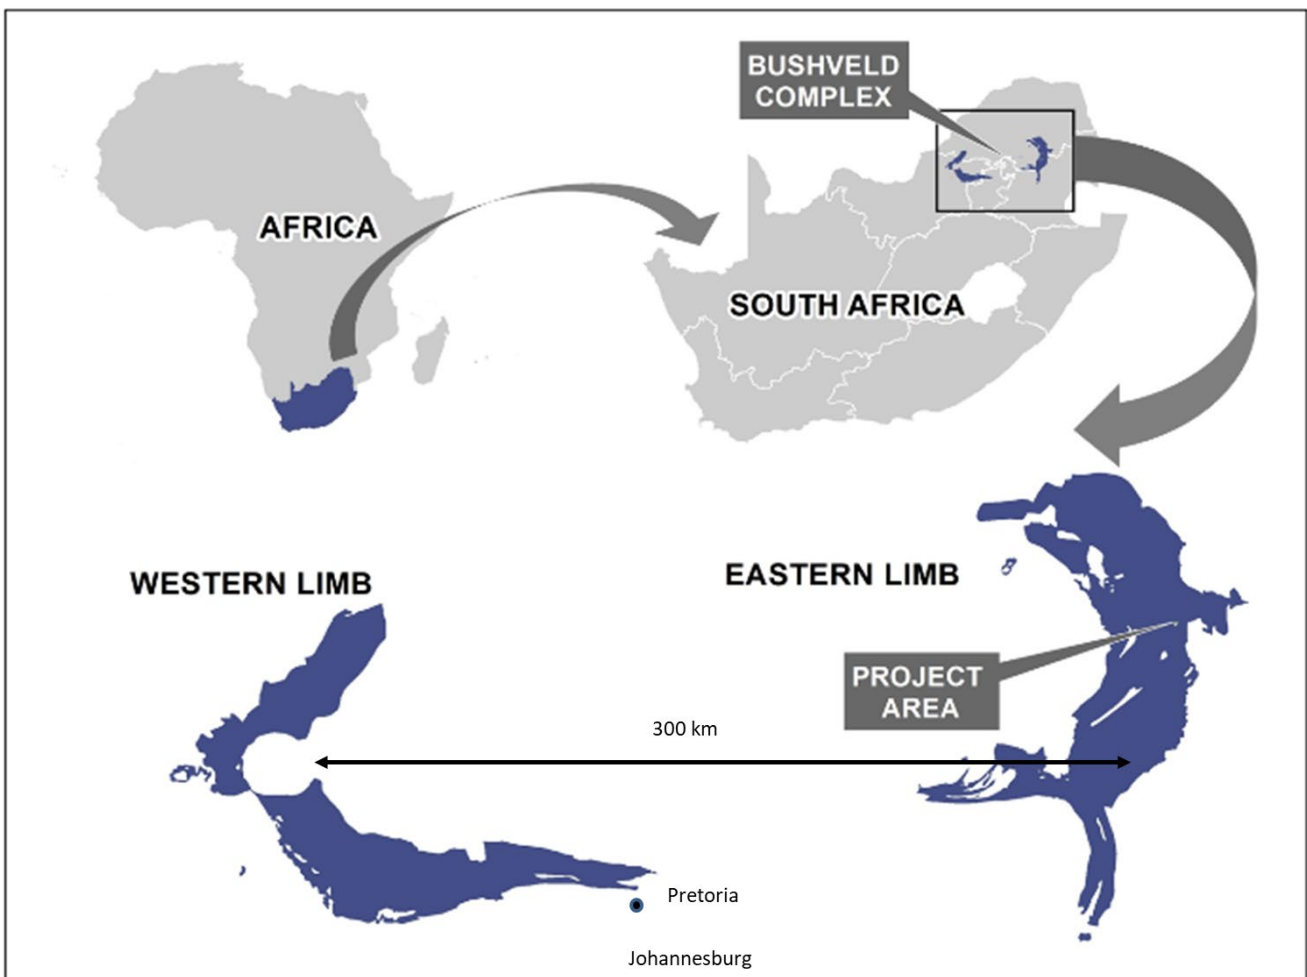 BUSHVELD
COMPLEX
AFRICA
SOUTH AFRICA
WESTERN LIMB
EASTERN LIMB
PROJECT
AREA
300 km
Pretoria
Johannesburg